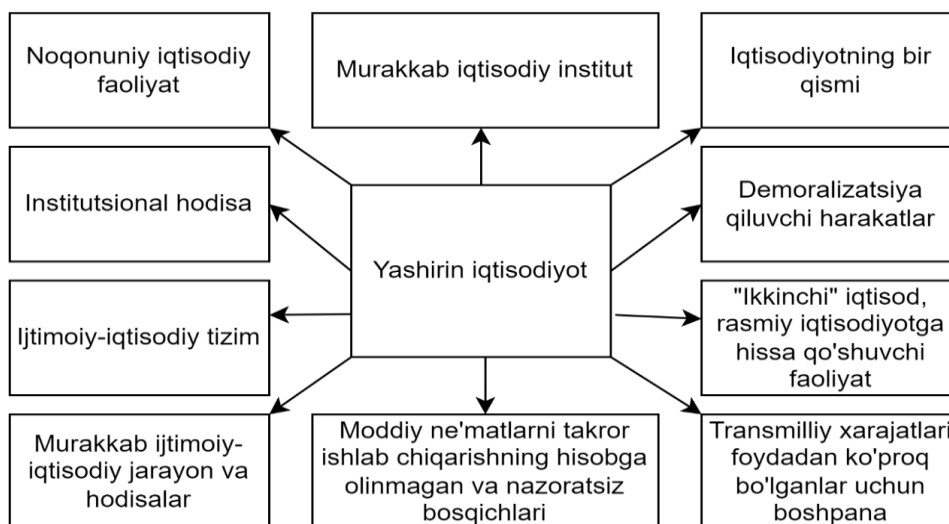 Noqonuniy iqtisodiy
faoliyat
Murakkab iqtisodiy institut
Iqtisodiyotning bir
qismi
Institutsional hodisa
Yashirin iqtisodiyot
Demoralizatsiya
qiluvchi harakatlar
Ijtimoiy-iqtisodiy tizim
"Ikkinchi" iqtisod,
rasmiy iqtisodiyotga
hissa qo'shuvchi
faoliyat
Murakkab ijtimoiy-
iqtisodiy jarayon va
hodisalar
Moddiy ne'matlarni takror
ishlab chiqarishning hisobga
olinmagan va nazoratsiz
bosqichlari
Transmilliy xarajatlari
foydadan ko'proq
bo'lganlar uchun
boshpana